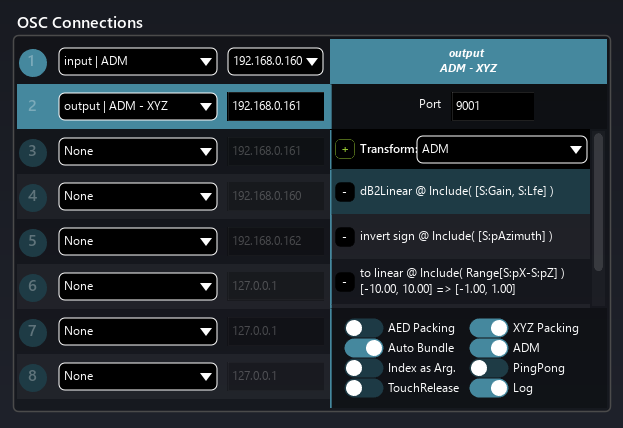 OSC Connections
1 input | ADM 192.168.0.160
2 output | ADM - XYZ 192.168.0.161
3 None 192.168.0.161
4 None 192.168.0.160
5 None 192.168.0.162
6 None 127.0.0.1
7 None 127.0.0.1
8 None 127.0.0.1
output
ADM - XYZ
Port 9001
+ Transform: ADM
- dB2Linear @ Include( [S:Gain, S:Lfe] )
- invert sign @ Include( [S:pAzimuth] )
- to linear @ Include( Range[S:pX-S:pZ] )
[-10.00, 10.00] => [-1.00, 1.00]
AED Packing XYZ Packing
Auto Bundle ADM
Index as Arg. PingPong
TouchRelease Log